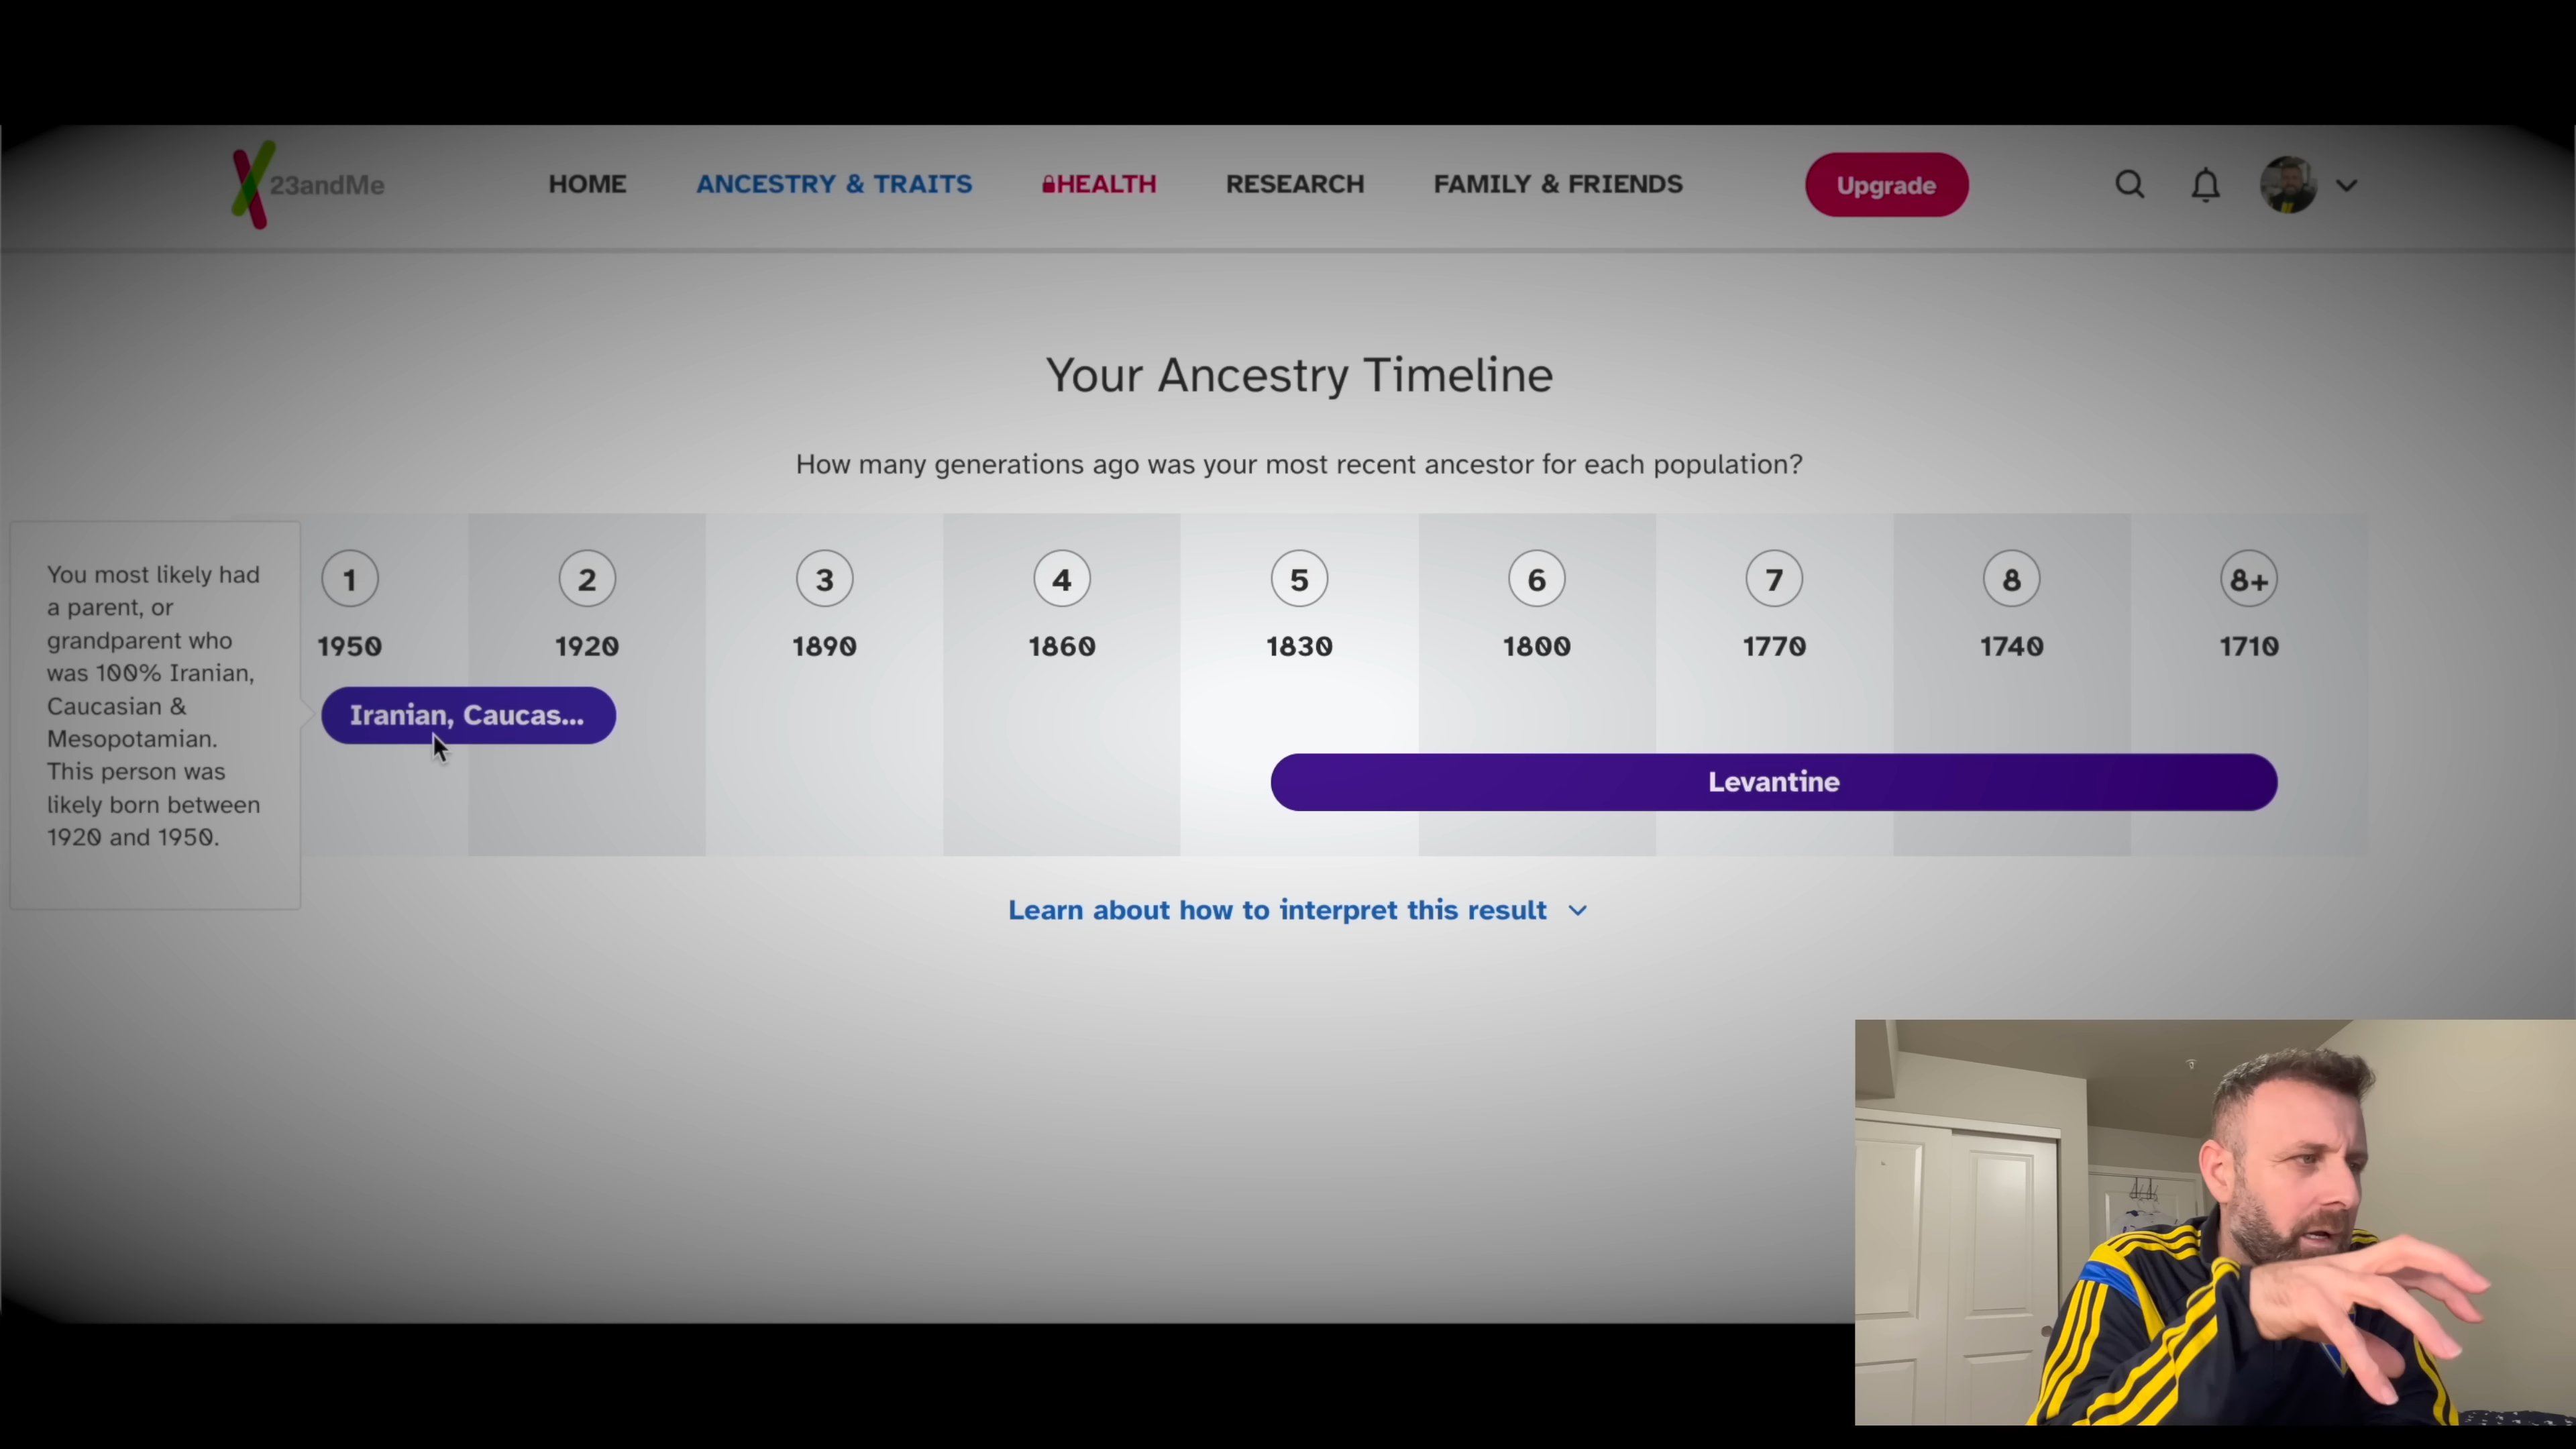 23andMe
HOME
ANCESTRY & TRAITS
HEALTH
RESEARCH
FAMILY & FRIENDS
Upgrade
Your Ancestry Timeline
How many generations ago was your most recent ancestor for each population?
1
2
3
4
5
6
7
8
8+
1950
1920
1890
1860
1830
1800
1770
1740
1710
You most likely had
a parent, or
grandparent who
was 100% Iranian,
Caucasian &
Mesopotamian.
This person was
likely born between
1920 and 1950.
Iranian, Caucas...
Levantine
Learn about how to interpret this result